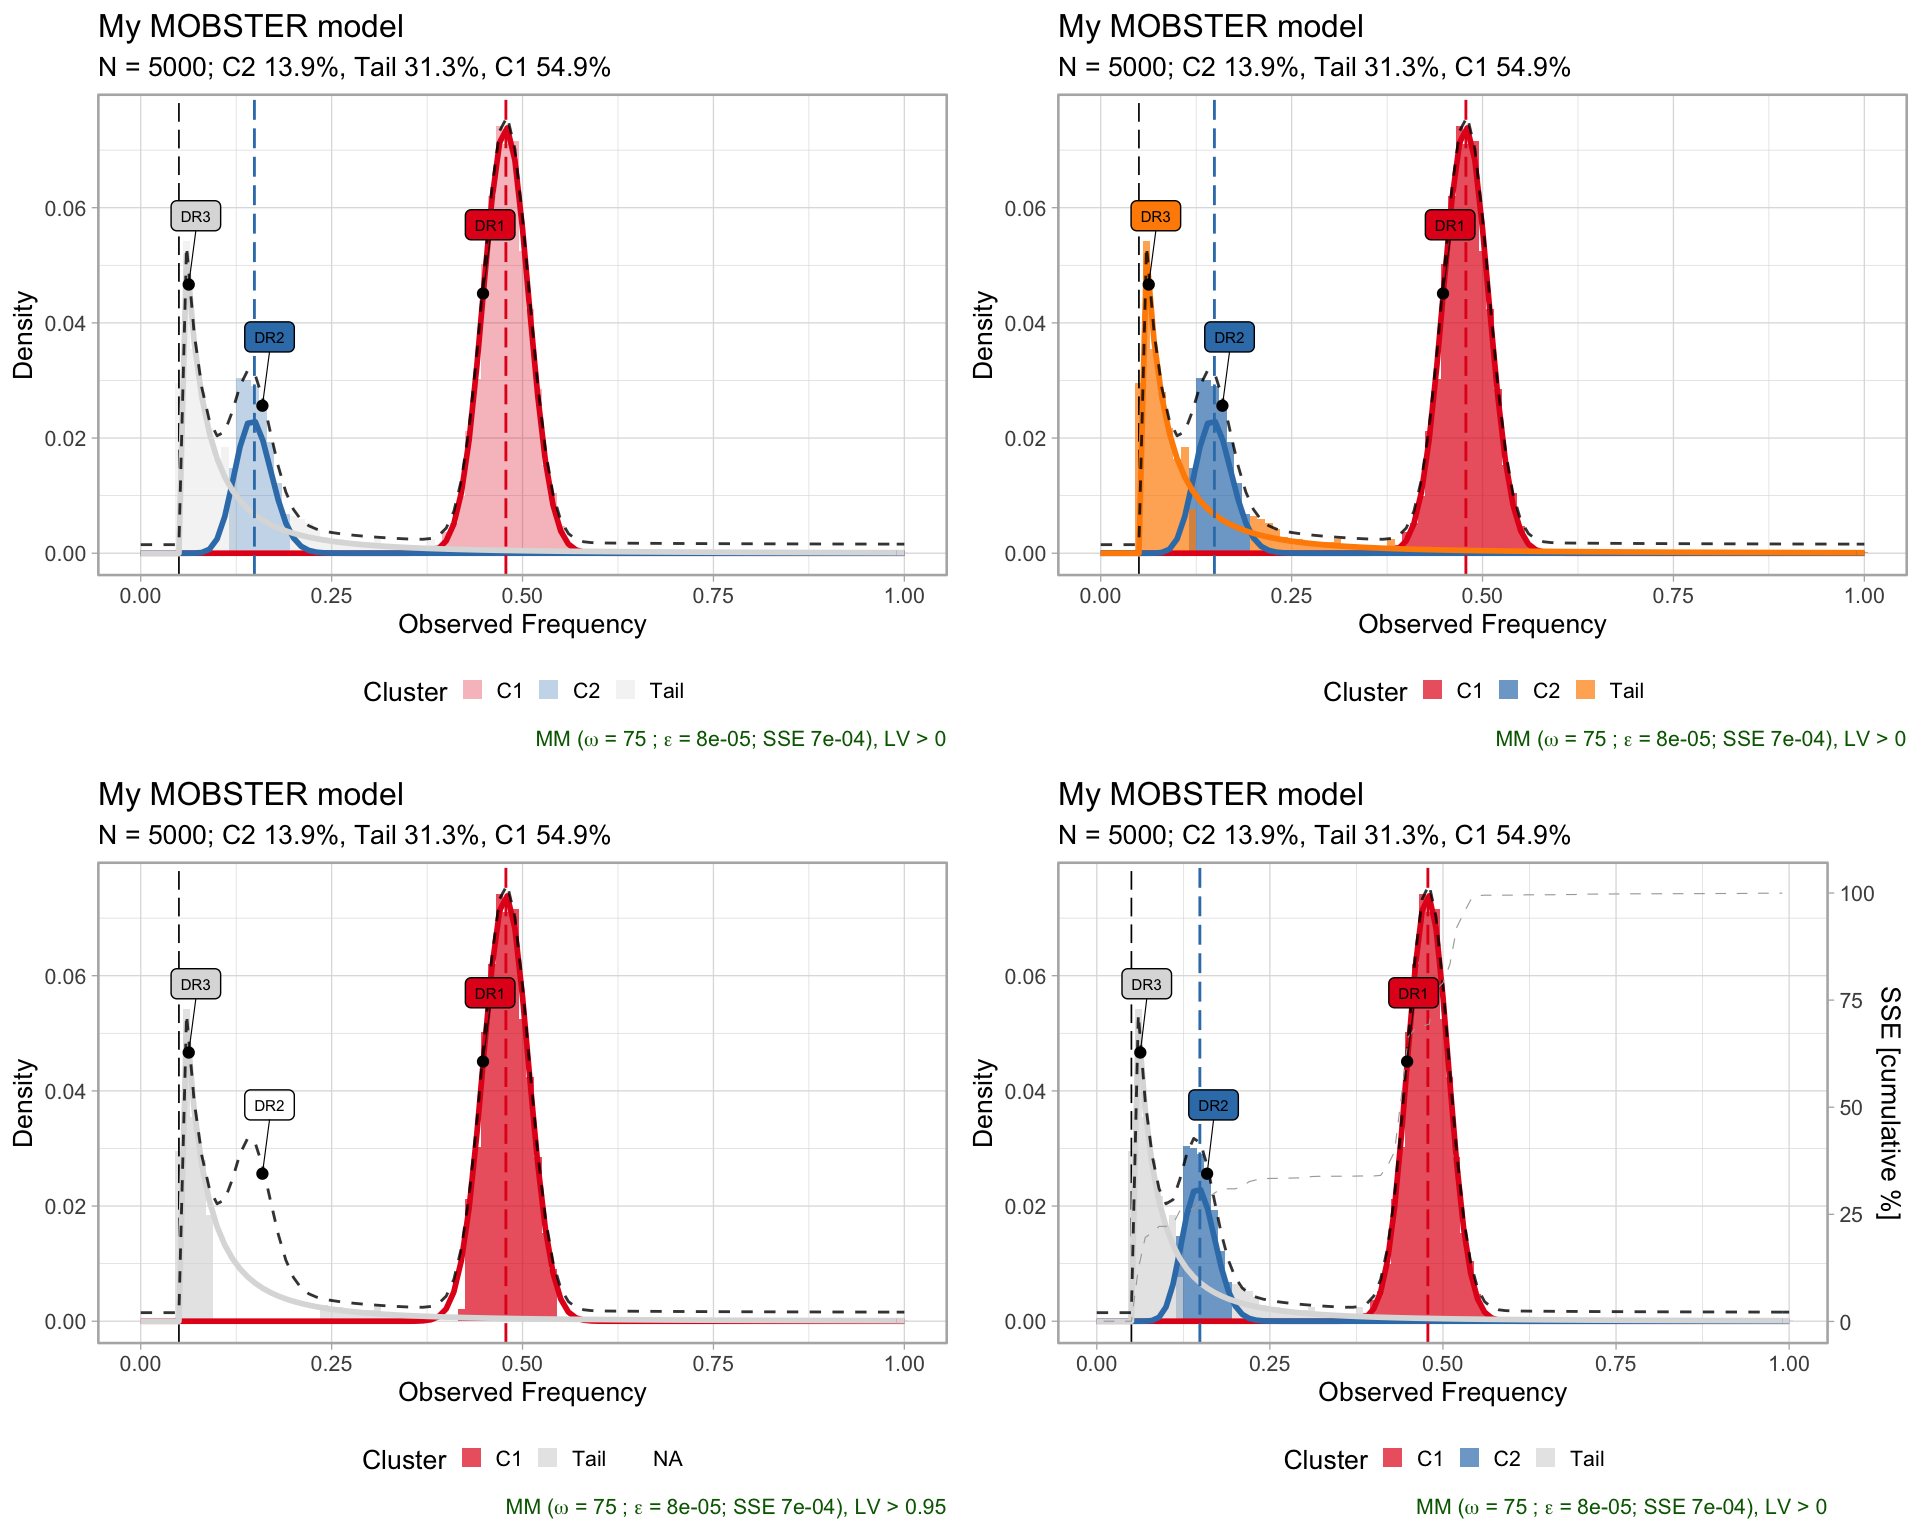 My MOBSTER model
N = 5000; C2 13.9%, Tail 31.3%, C1 54.9%
Density
0.06
0.04
0.02
0.00
DR3
DR2
DR1
0.00 0.25 0.50 0.75 1.00
Observed Frequency
Cluster C1 C2 Tail
MM (ω = 75 ; ε = 8e-05; SSE 7e-04), LV > 0
My MOBSTER model
N = 5000; C2 13.9%, Tail 31.3%, C1 54.9%
Density
0.06
0.04
0.02
0.00
DR3
DR2
DR1
0.00 0.25 0.50 0.75 1.00
Observed Frequency
Cluster C1 C2 Tail
MM (ω = 75 ; ε = 8e-05; SSE 7e-04), LV > 0
My MOBSTER model
N = 5000; C2 13.9%, Tail 31.3%, C1 54.9%
Density
0.06
0.04
0.02
0.00
DR3
DR2
DR1
0.00 0.25 0.50 0.75 1.00
Observed Frequency
Cluster C1 Tail NA
MM (ω = 75 ; ε = 8e-05; SSE 7e-04), LV > 0.95
My MOBSTER model
N = 5000; C2 13.9%, Tail 31.3%, C1 54.9%
Density
0.06
0.04
0.02
0.00
DR3
DR2
DR1
100
75
50
25
0
SSE [cumulative %]
0.00 0.25 0.50 0.75 1.00
Observed Frequency
Cluster C1 C2 Tail
MM (ω = 75 ; ε = 8e-05; SSE 7e-04), LV > 0